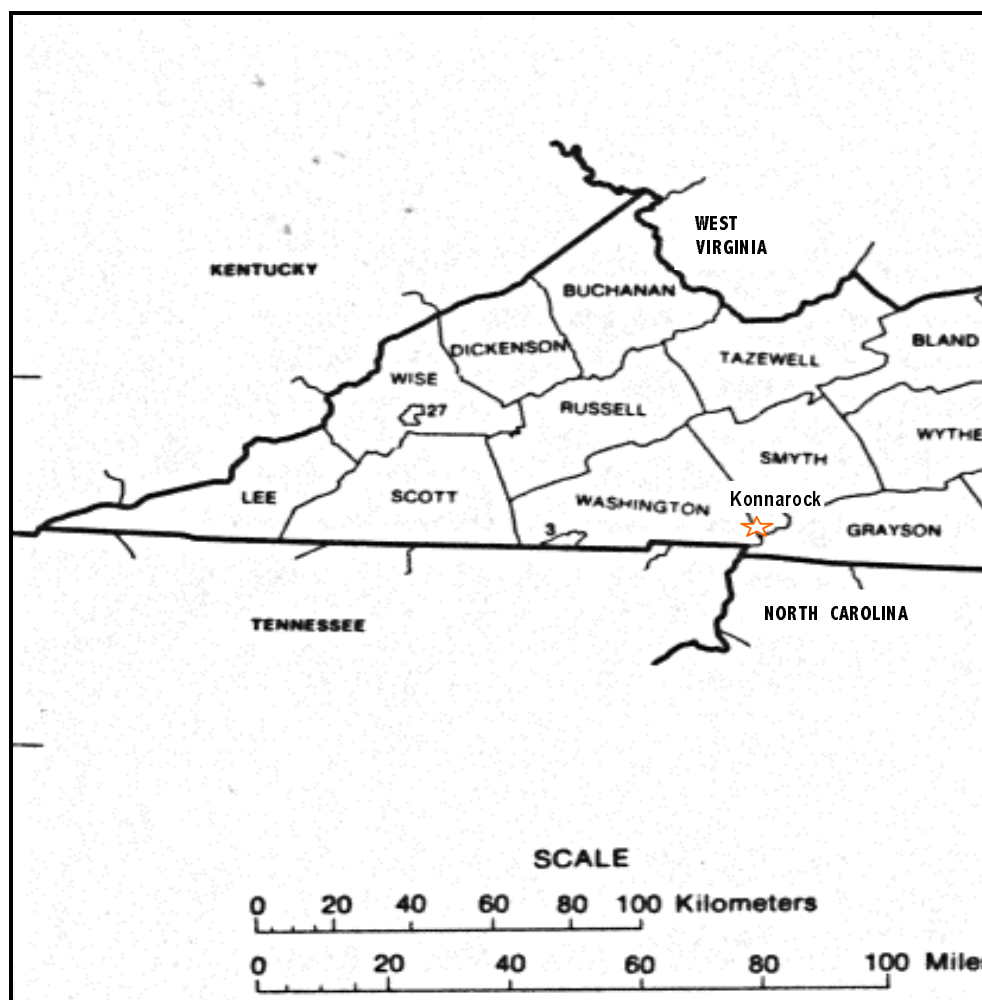 WEST
VIRGINIA
KENTUCKY
BUCHANAN
DICKENSON
TAZEWELL
BLAND
WISE
27
RUSSELL
WYTHE
SMYTH
LEE
SCOTT
WASHINGTON
Konnarock
3
GRAYSON
TENNESSEE
NORTH CAROLINA
SCALE
0 20 40 60 80 100 Kilometers
0 20 40 60 80 100 Miles